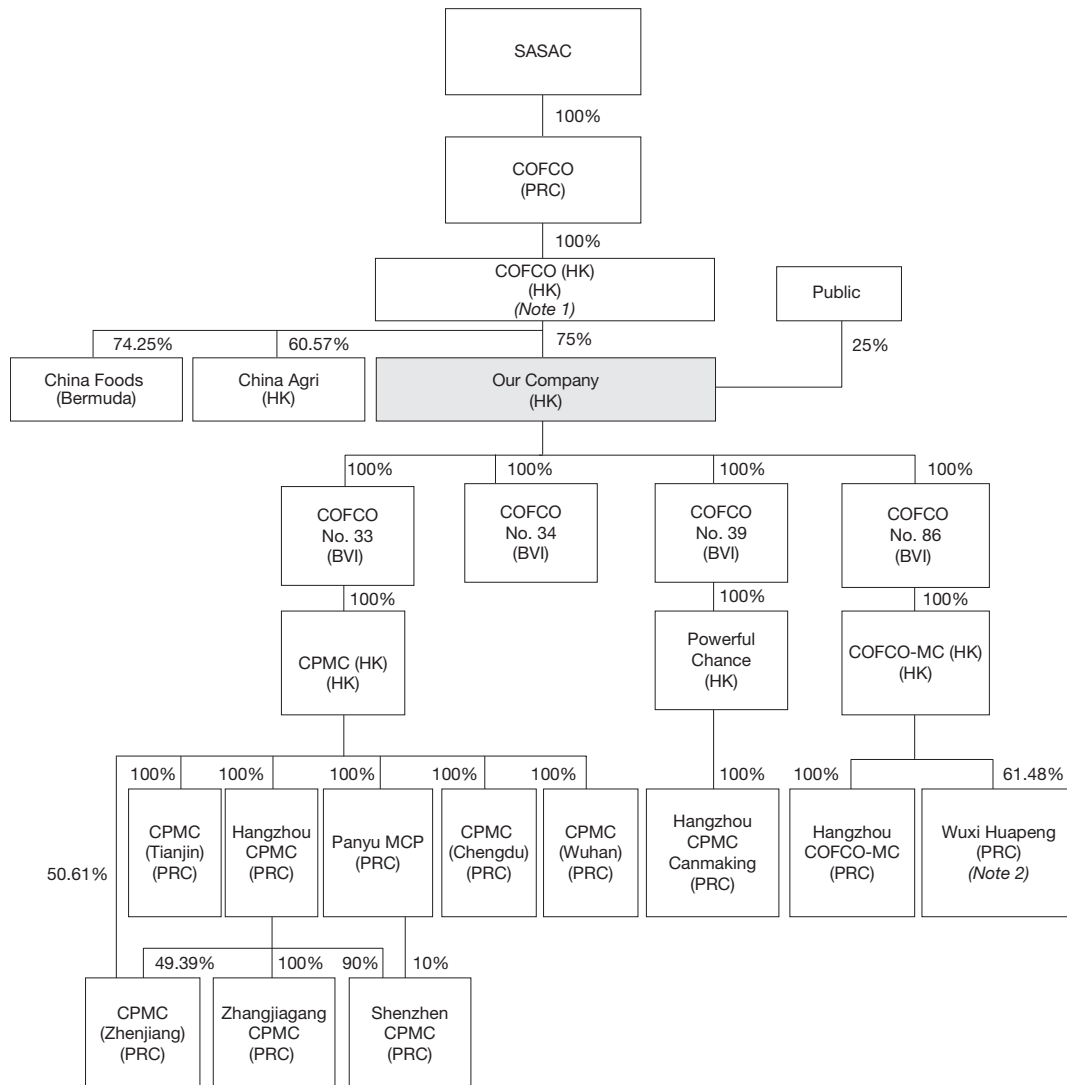 SASAC
100%
COFCO
(PRC)
100%
COFCO (HK)
(HK)
(Note 1)
Public
74.25%
60.57%
75%
25%
China Foods
(Bermuda)
China Agri
(HK)
Our Company
(HK)
100%
100%
100%
100%
COFCO
No. 33
(BVI)
COFCO
No. 34
(BVI)
COFCO
No. 39
(BVI)
COFCO
No. 86
(BVI)
100%
100%
100%
CPMC (HK)
(HK)
Powerful
Chance
(HK)
COFCO-MC (HK)
(HK)
100%
100%
100%
100%
100%
100%
100%
61.48%
50.61%
CPMC
(Tianjin)
(PRC)
Hangzhou
CPMC
(PRC)
Panyu MCP
(PRC)
CPMC
(Chengdu)
(PRC)
CPMC
(Wuhan)
(PRC)
Hangzhou
CPMC
Canmaking
(PRC)
Hangzhou
COFCO-MC
(PRC)
Wuxi Huapeng
(PRC)
(Note 2)
49.39%
100%
90%
10%
CPMC
(Zhenjiang)
(PRC)
Zhangjiagang
CPMC
(PRC)
Shenzhen
CPMC
(PRC)